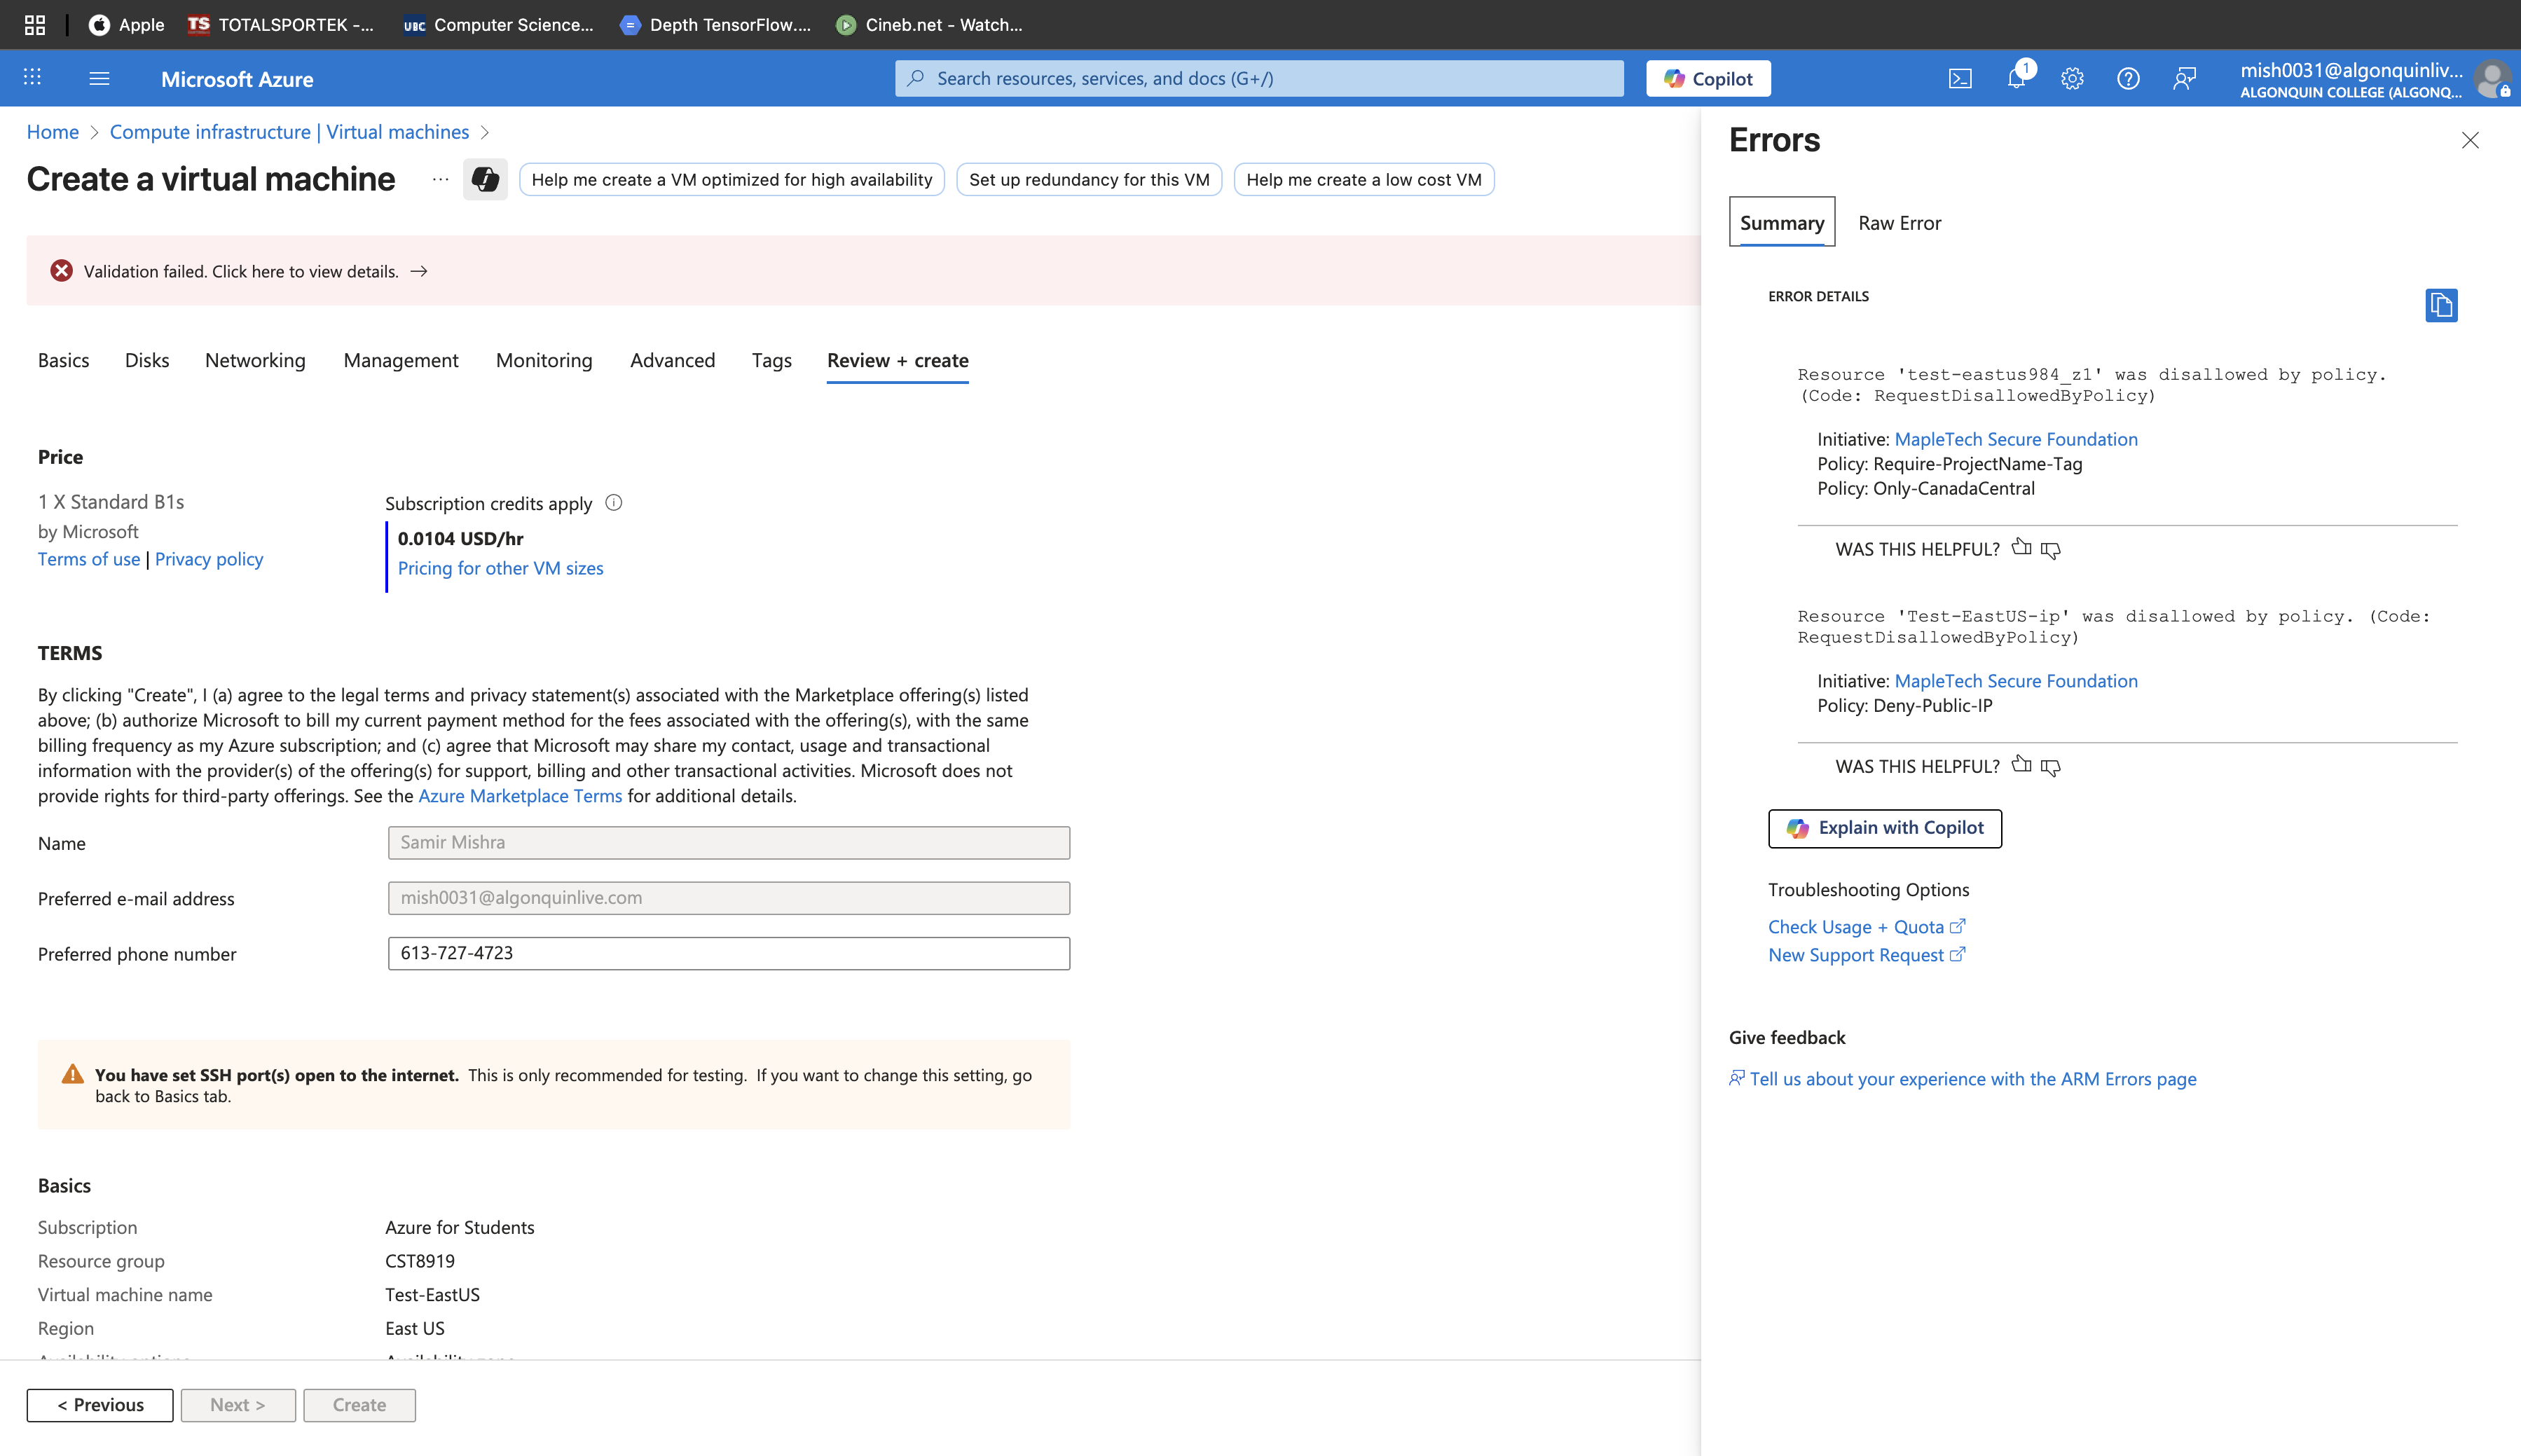 Apple
TS TOTALSPORTEK -...
UBC Computer Science...
Depth TensorFlow....
Cineb.net - Watch...
Microsoft Azure
Search resources, services, and docs (G+/)
Copilot
1
mish0031@algonquinliv...
ALGONQUIN COLLEGE (ALGONQ...
Home > Compute infrastructure | Virtual machines >
Create a virtual machine
...
Help me create a VM optimized for high availability
Set up redundancy for this VM
Help me create a low cost VM
Validation failed. Click here to view details. →
Basics Disks Networking Management Monitoring Advanced Tags Review + create
Price
1 X Standard B1s
by Microsoft
Terms of use | Privacy policy
Subscription credits apply
0.0104 USD/hr
Pricing for other VM sizes
TERMS
By clicking "Create", I (a) agree to the legal terms and privacy statement(s) associated with the Marketplace offering(s) listed
above; (b) authorize Microsoft to bill my current payment method for the fees associated with the offering(s), with the same
billing frequency as my Azure subscription; and (c) agree that Microsoft may share my contact, usage and transactional
information with the provider(s) of the offering(s) for support, billing and other transactional activities. Microsoft does not
provide rights for third-party offerings. See the Azure Marketplace Terms for additional details.
Name
Samir Mishra
Preferred e-mail address
mish0031@algonquinlive.com
Preferred phone number
613-727-4723
You have set SSH port(s) open to the internet. This is only recommended for testing. If you want to change this setting, go
back to Basics tab.
Basics
Subscription Azure for Students
Resource group CST8919
Virtual machine name Test-EastUS
Region East US
< Previous
Next >
Create
Errors
Summary
Raw Error
ERROR DETAILS
Resource 'test-eastus984_z1' was disallowed by policy.
(Code: RequestDisallowedByPolicy)
Initiative: MapleTech Secure Foundation
Policy: Require-ProjectName-Tag
Policy: Only-CanadaCentral
WAS THIS HELPFUL?
Resource 'Test-EastUS-ip' was disallowed by policy. (Code:
RequestDisallowedByPolicy)
Initiative: MapleTech Secure Foundation
Policy: Deny-Public-IP
WAS THIS HELPFUL?
Explain with Copilot
Troubleshooting Options
Check Usage + Quota
New Support Request
Give feedback
Tell us about your experience with the ARM Errors page